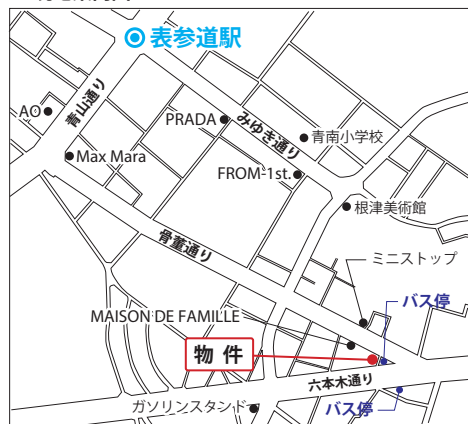 表参道駅
AO
青山通り
PRADA
みゆき通り
青南小学校
Max Mara
FROM-1st.
根津美術館
骨董通り
ミニストップ
バス停
MAISON DE FAMILLE
物件
六本木通り
ガソリンスタンド
バス停